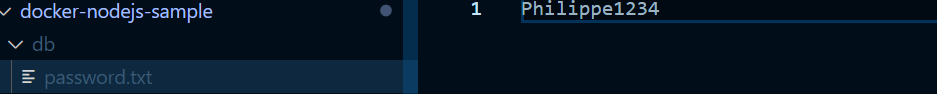 docker-nodejs-sample
db
password.txt
1 Philippe1234